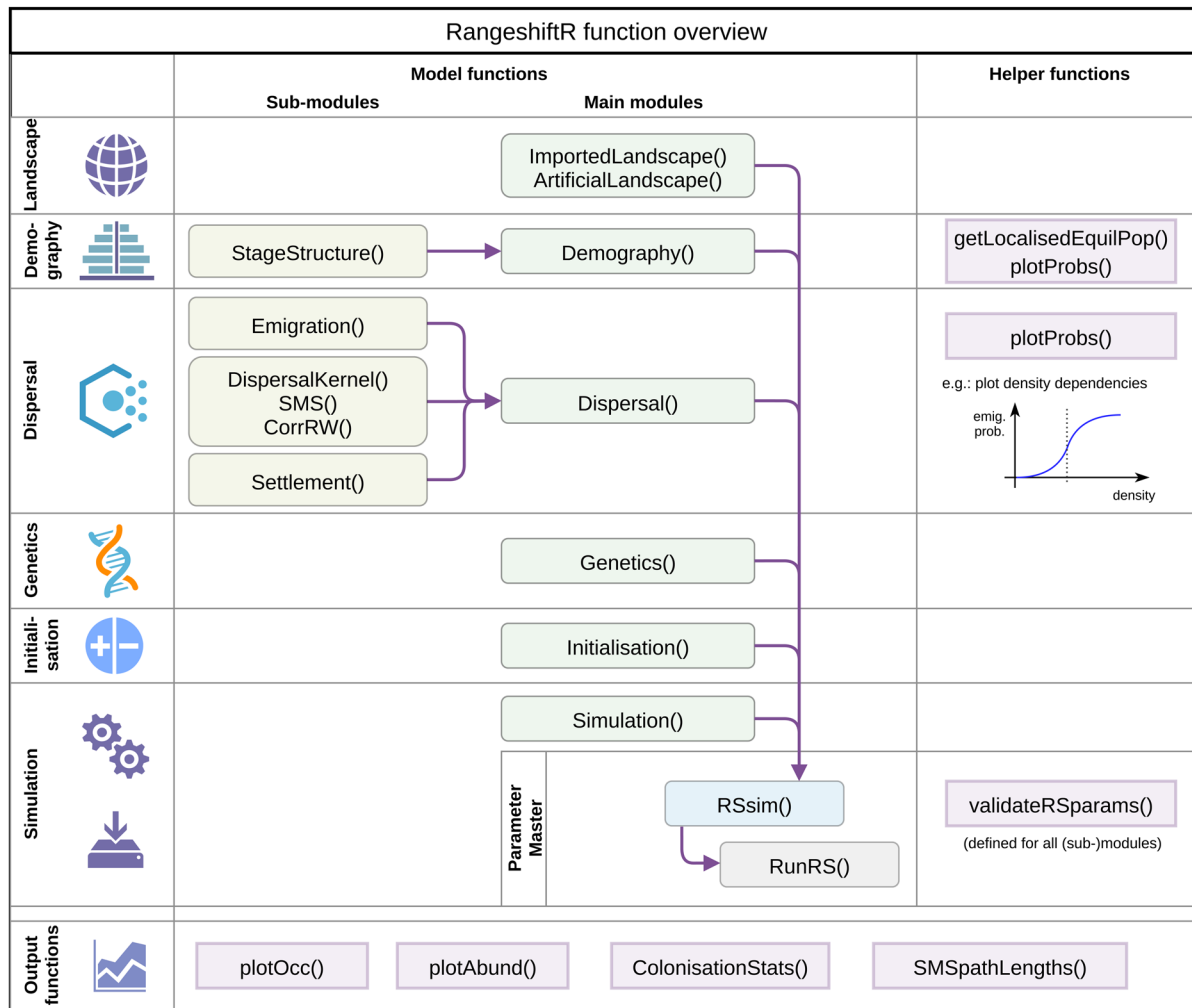 RangeshiftR function overview
Model functions
Helper functions
Sub-modules
Main modules
Landscape
ImportedLandscape()
ArtificialLandscape()
Demo-
graphy
StageStructure()
Demography()
getLocalisedEquilPop()
plotProbs()
Dispersal
Emigration()
DispersalKernel()
SMS()
CorrRW()
Settlement()
Dispersal()
plotProbs()
e.g.: plot density dependencies
emig.
prob.
density
Genetics
Genetics()
Initiali-
sation
Initialisation()
Simulation
Simulation()
Parameter
Master
RSsim()
RunRS()
validateRSparams()
(defined for all (sub-)modules)
Output
functions
plotOcc()
plotAbund()
ColonisationStats()
SMSpathLengths()